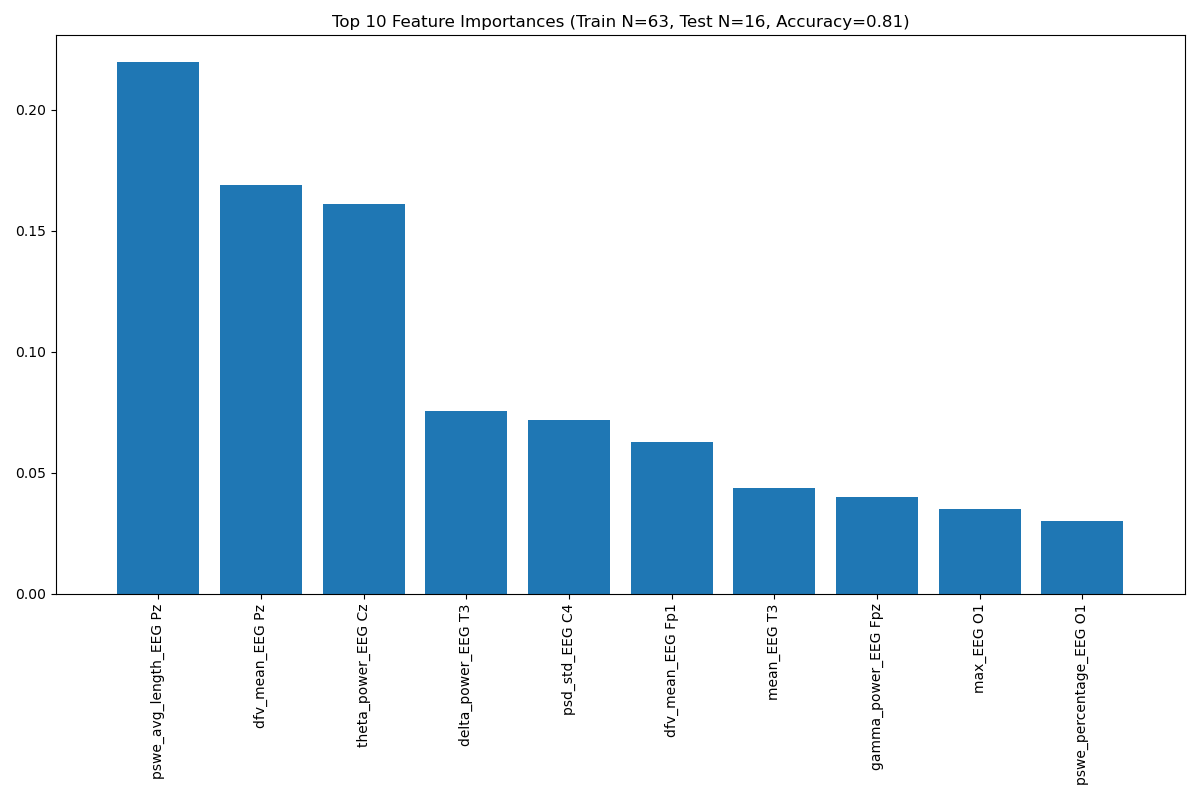 Top 10 Feature Importances (Train N=63, Test N=16, Accuracy=0.81)
0.20
0.15
0.10
0.05
0.00
pswe_avg_length_EEG Pz
dfv_mean_EEG Pz
theta_power_EEG Cz
delta_power_EEG T3
psd_std_EEG C4
dfv_mean_EEG Fp1
mean_EEG T3
gamma_power_EEG Fpz
max_EEG O1
pswe_percentage_EEG O1